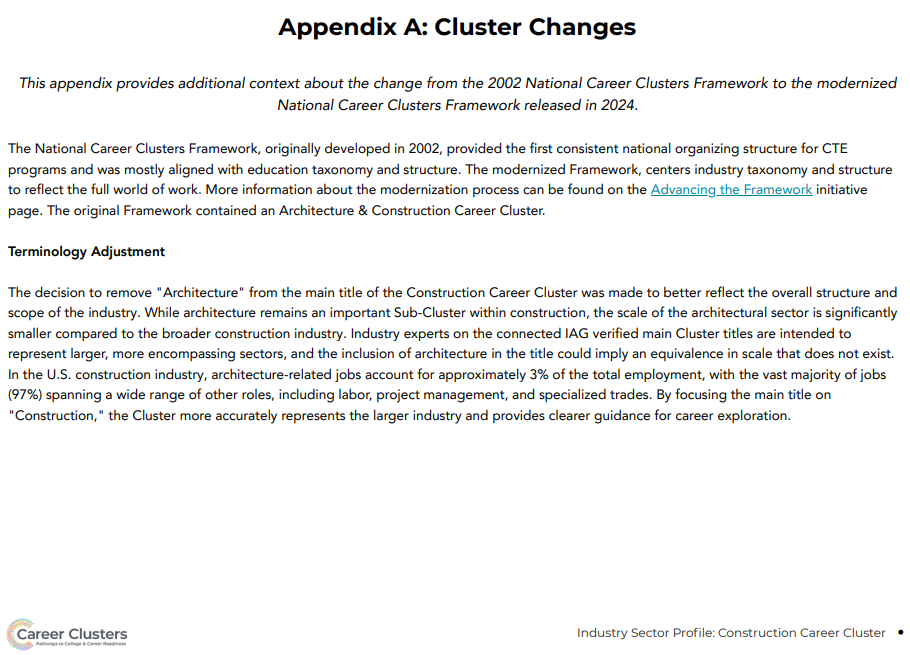 Appendix A: Cluster Changes
This appendix provides additional context about the change from the 2002 National Career Clusters Framework to the modernized
National Career Clusters Framework released in 2024.
The National Career Clusters Framework, originally developed in 2002, provided the first consistent national organizing structure for CTE
programs and was mostly aligned with education taxonomy and structure. The modernized Framework, centers industry taxonomy and structure
to reflect the full world of work. More information about the modernization process can be found on the Advancing the Framework initiative
page. The original Framework contained an Architecture & Construction Career Cluster.
Terminology Adjustment
The decision to remove "Architecture" from the main title of the Construction Career Cluster was made to better reflect the overall structure and
scope of the industry. While architecture remains an important Sub-Cluster within construction, the scale of the architectural sector is significantly
smaller compared to the broader construction industry. Industry experts on the connected IAG verified main Cluster titles are intended to
represent larger, more encompassing sectors, and the inclusion of architecture in the title could imply an equivalence in scale that does not exist.
In the U.S. construction industry, architecture-related jobs account for approximately 3% of the total employment, with the vast majority of jobs
(97%) spanning a wide range of other roles, including labor, project management, and specialized trades. By focusing the main title on
"Construction," the Cluster more accurately represents the larger industry and provides clearer guidance for career exploration.
Career Clusters
Pathways to College & Career Readiness
Industry Sector Profile: Construction Career Cluster •